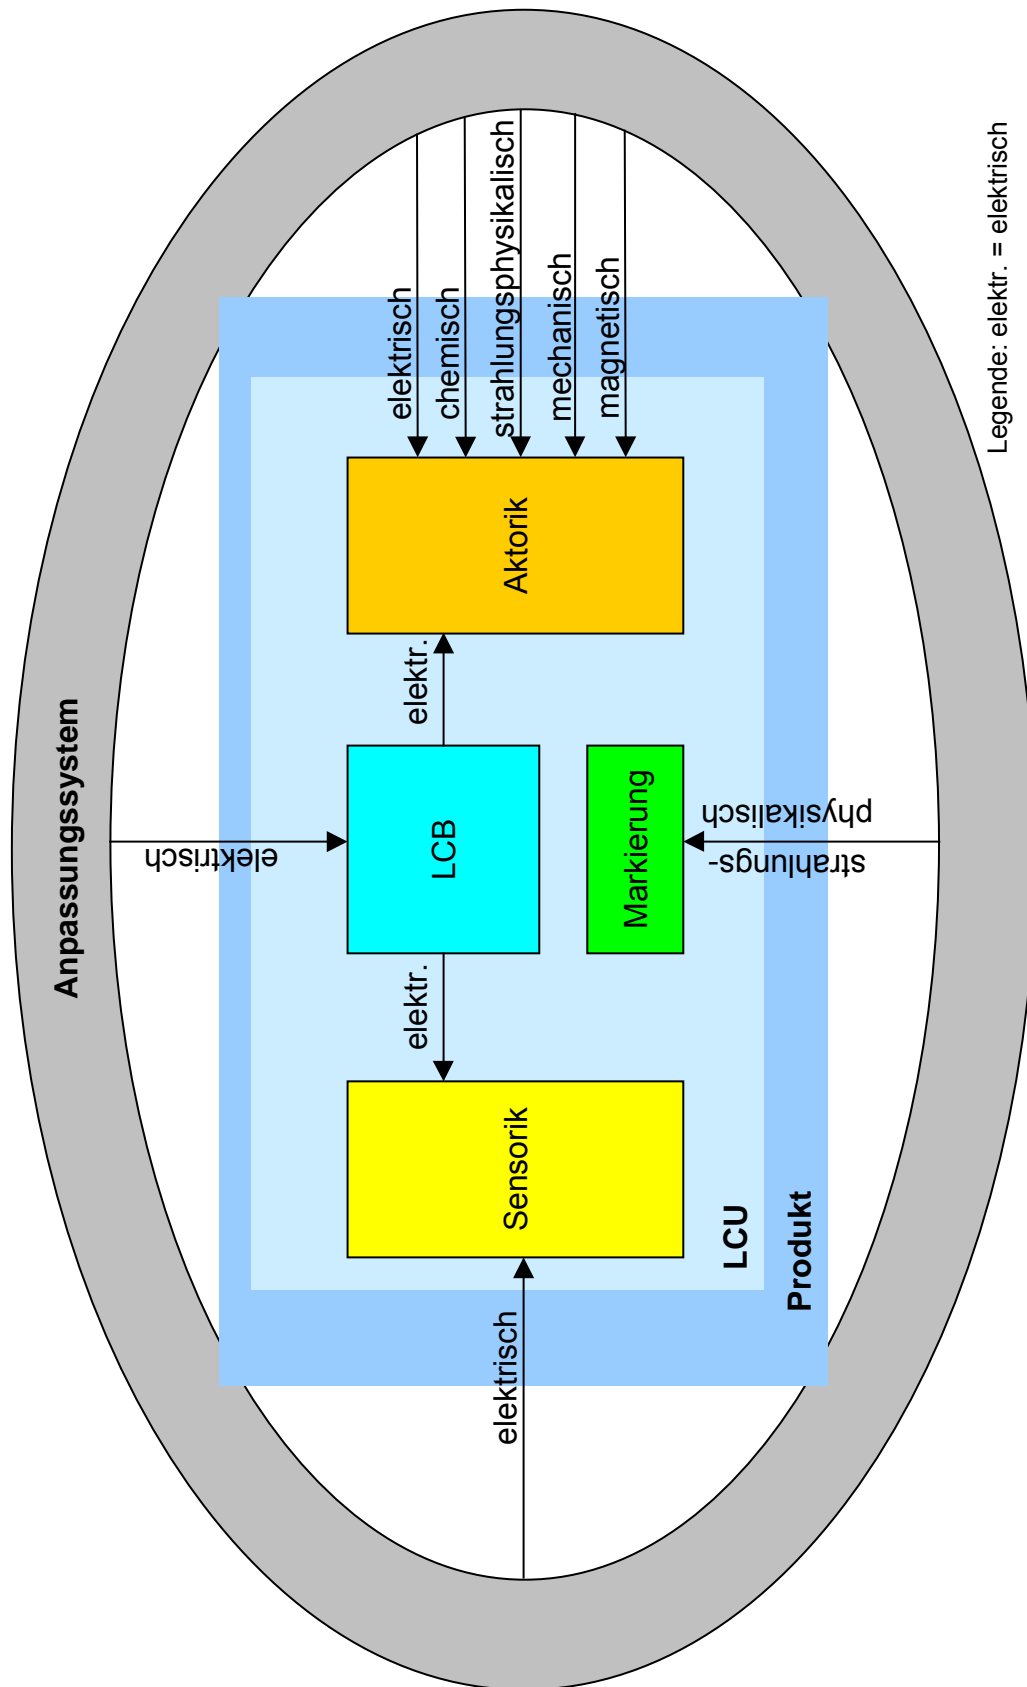 Anpassungssystem
elektrisch
elektrisch
Sensorik
elektr.
LCB
elektr.
Aktorik
elektrisch
chemisch
strahlungsphysikalisch
mechanisch
magnetisch
Markierung
strahlungs-
physikalisch
LCU
Produkt
Legende: elektr. = elektrisch